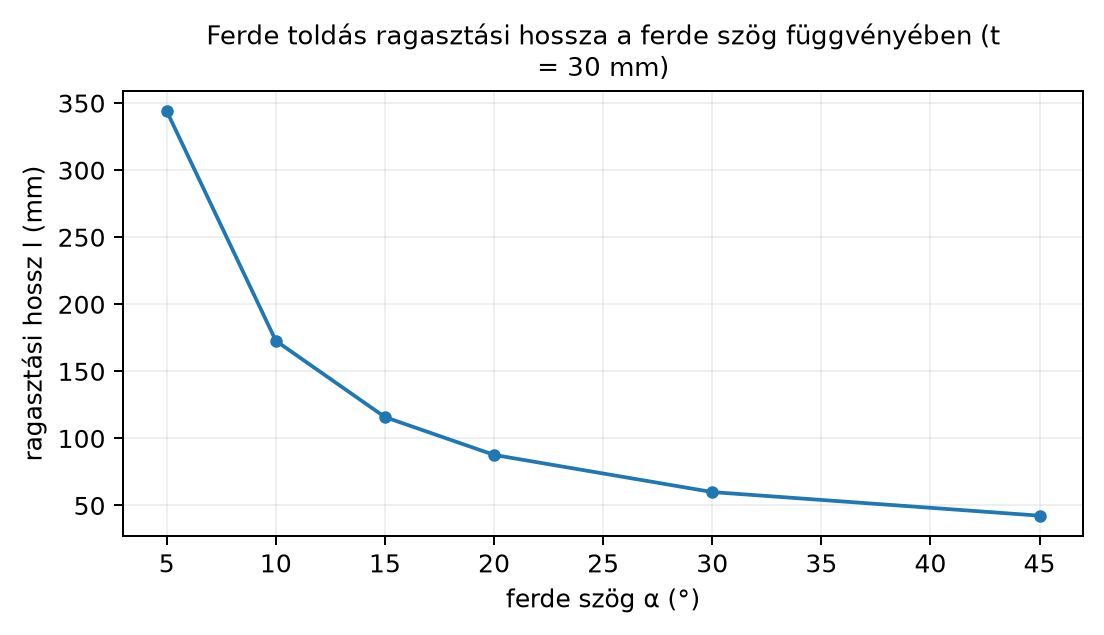 Ferde toldás ragasztási hossza a ferde szög függvényében (t
= 30 mm)
ragasztási hossz l (mm)
350
300
250
200
150
100
50
5 10 15 20 25 30 35 40 45
ferde szög α (°)